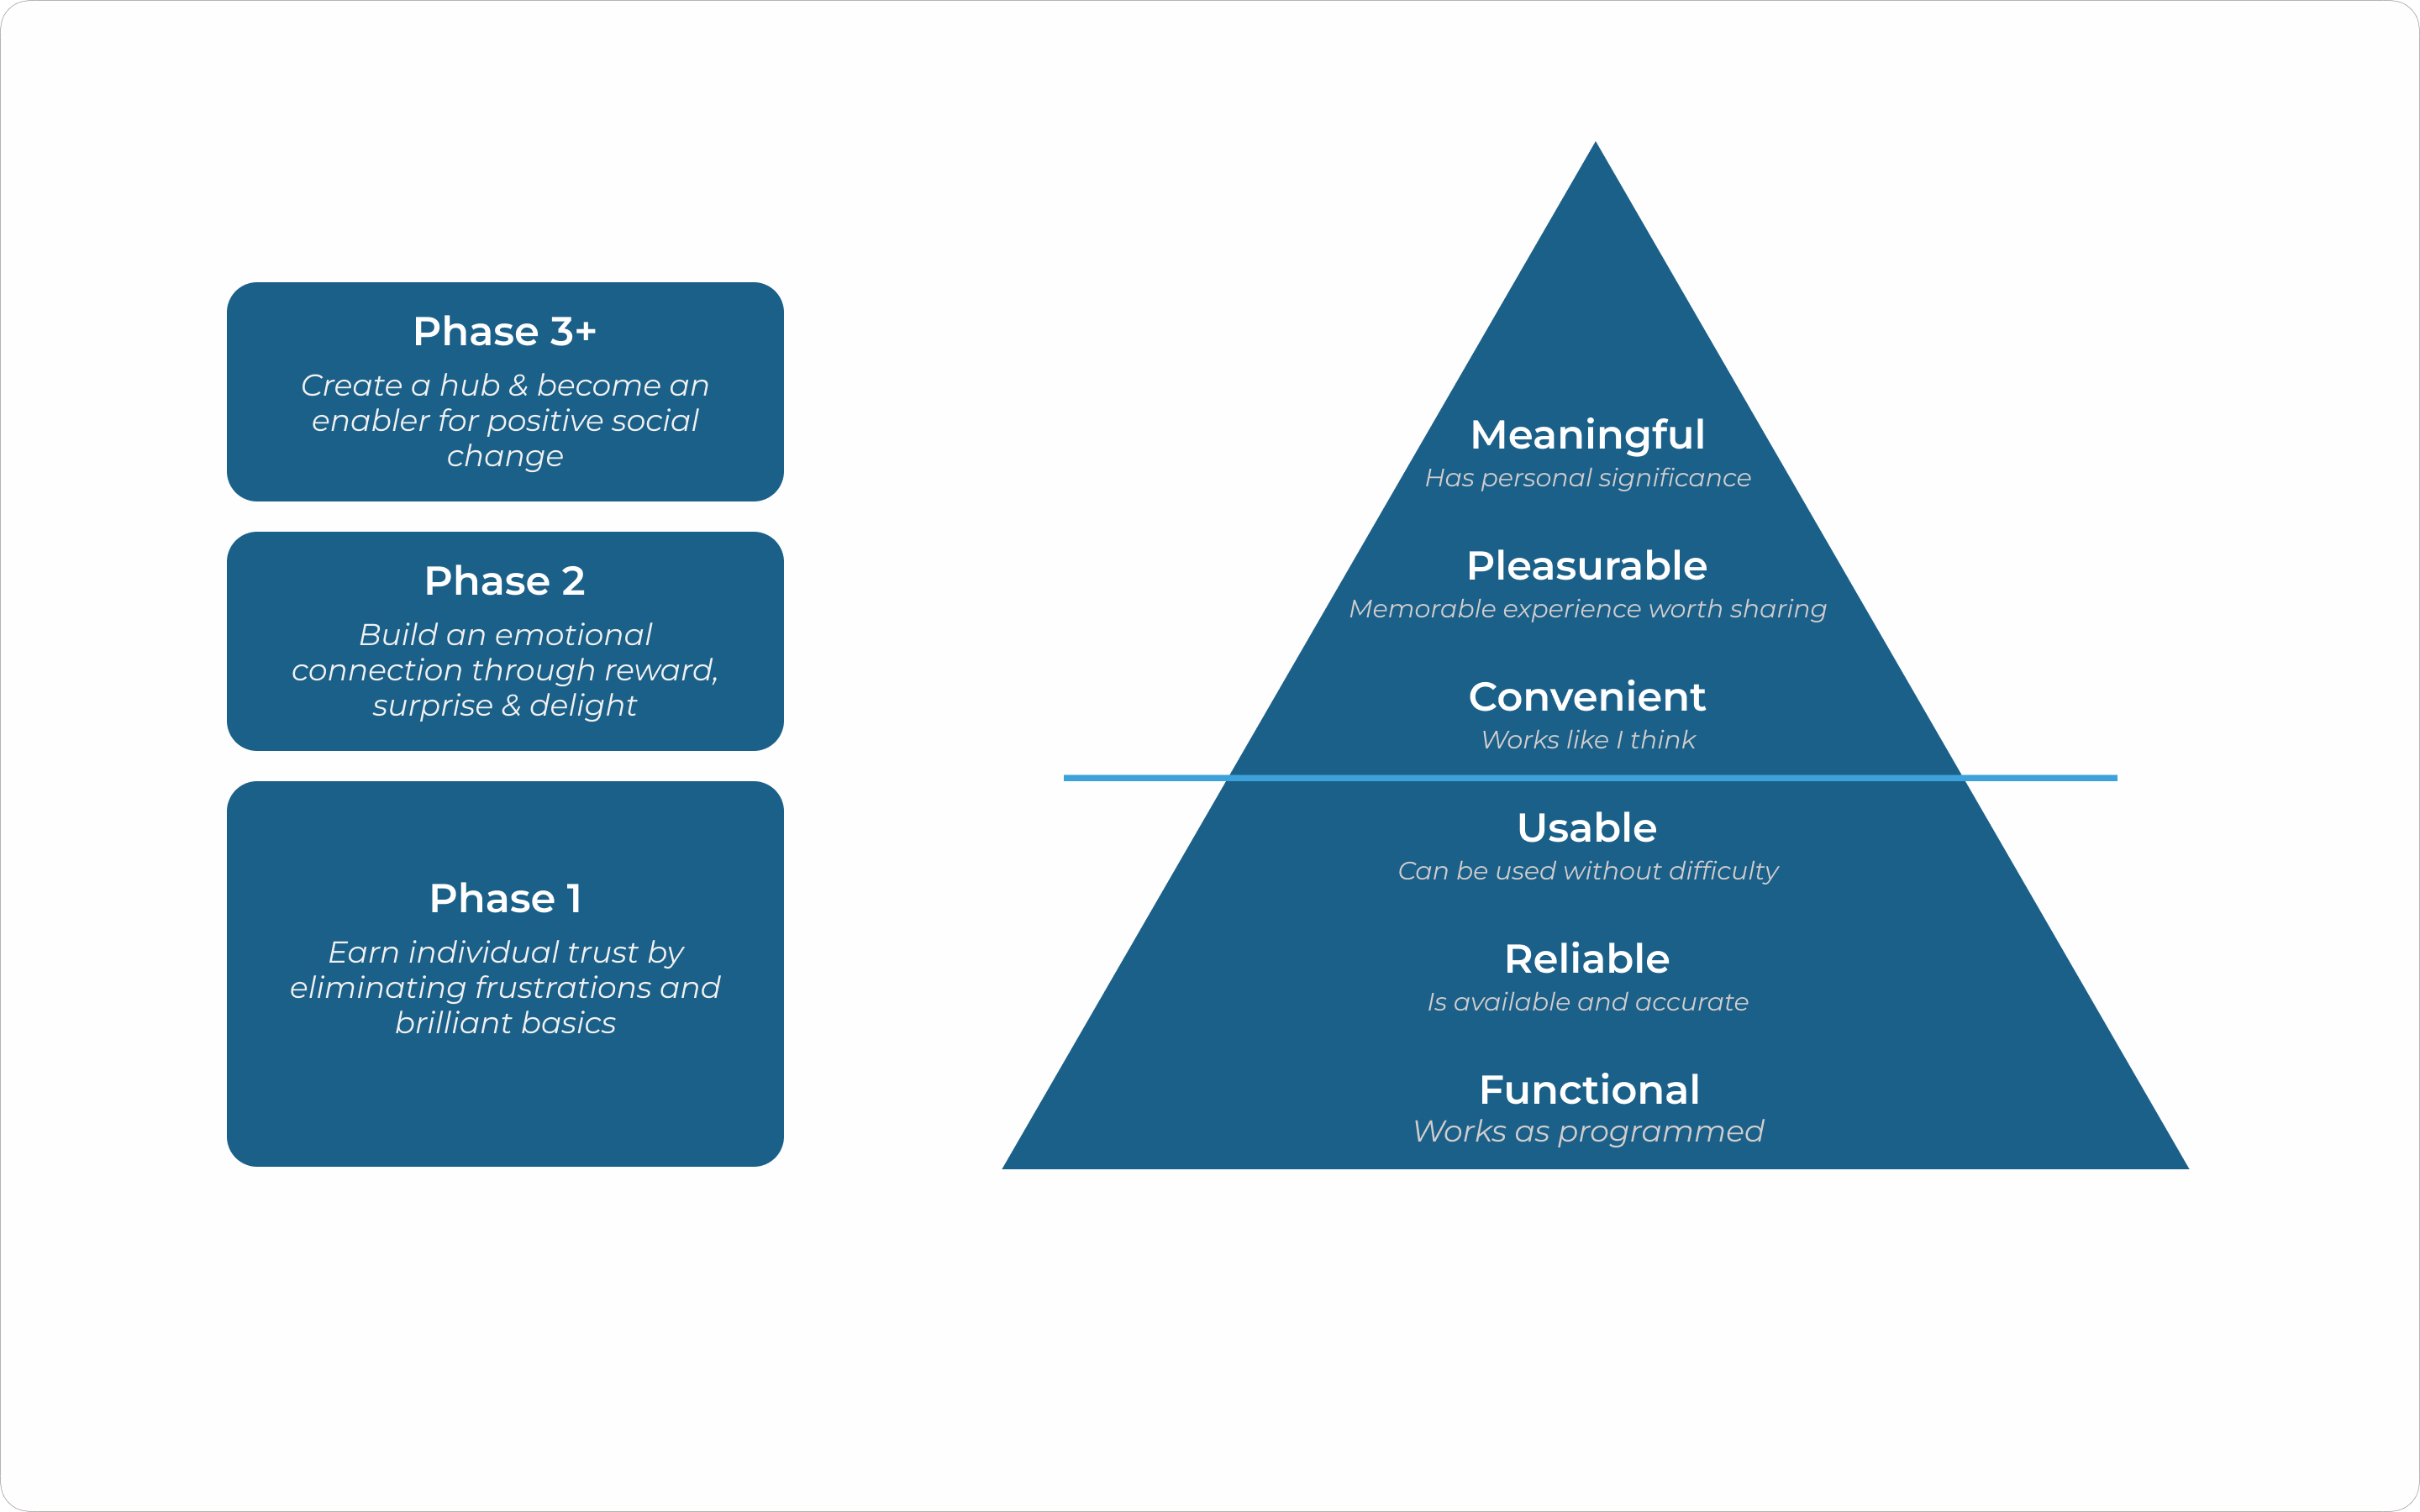 Phase 3+
Create a hub & become an
enabler for positive social
change
Phase 2
Build an emotional
connection through reward,
surprise & delight
Phase 1
Earn individual trust by
eliminating frustrations and
brilliant basics
Meaningful
Has personal significance
Pleasurable
Memorable experience worth sharing
Convenient
Works like I think
Usable
Can be used without difficulty
Reliable
Is available and accurate
Functional
Works as programmed